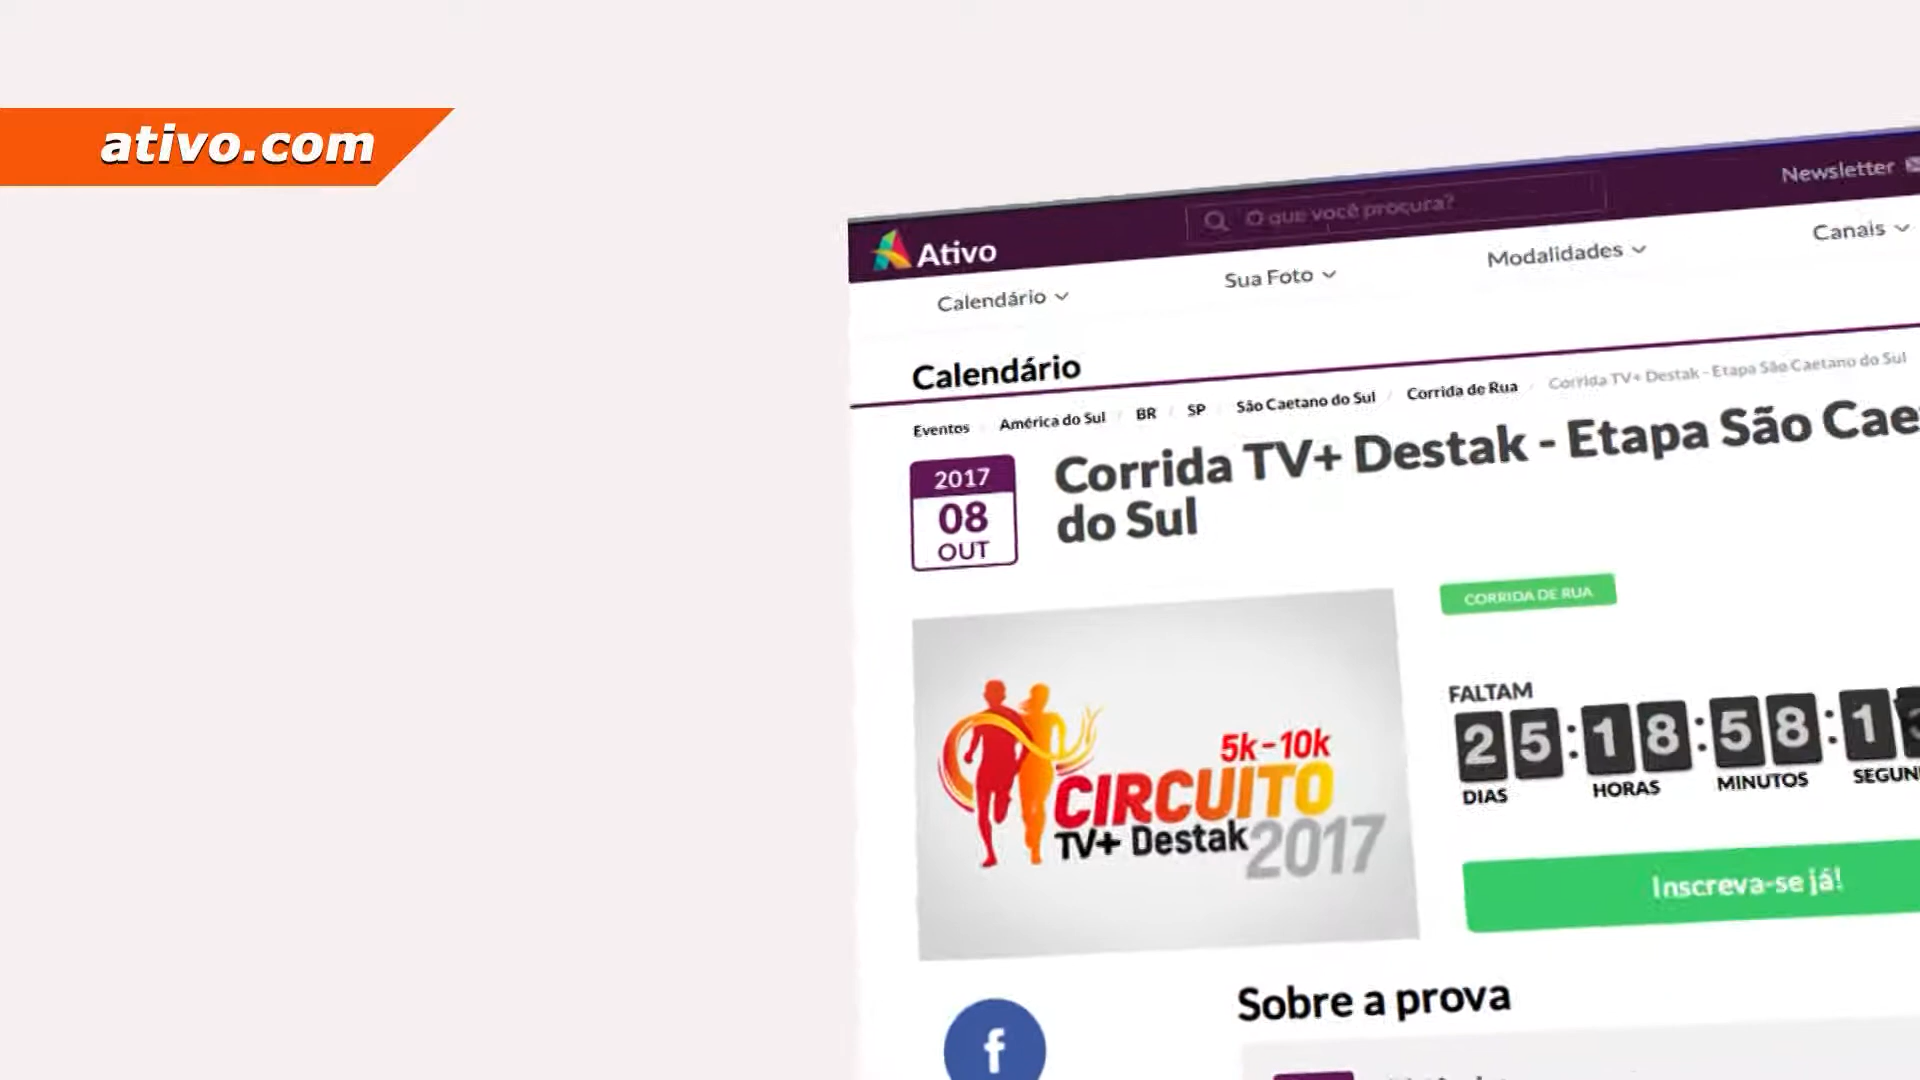 ativo.com
Ativo
O que você procura?
Newsletter
Calendário
Sua Foto
Modalidades
Canais
Calendário
Eventos / América do Sul / BR / SP / São Caetano do Sul / Corrida de Rua / Corrida TV+ Destak - Etapa São Caetano do Sul
2017
08
OUT
Corrida TV+ Destak - Etapa São Cae
do Sul
CORRIDA DE RUA
FALTAM
25:18:58:1
DIAS HORAS MINUTOS SEGUN
5k-10k
CIRCUITO
TV+ Destak 2017
Inscreva-se já!
Sobre a prova
f